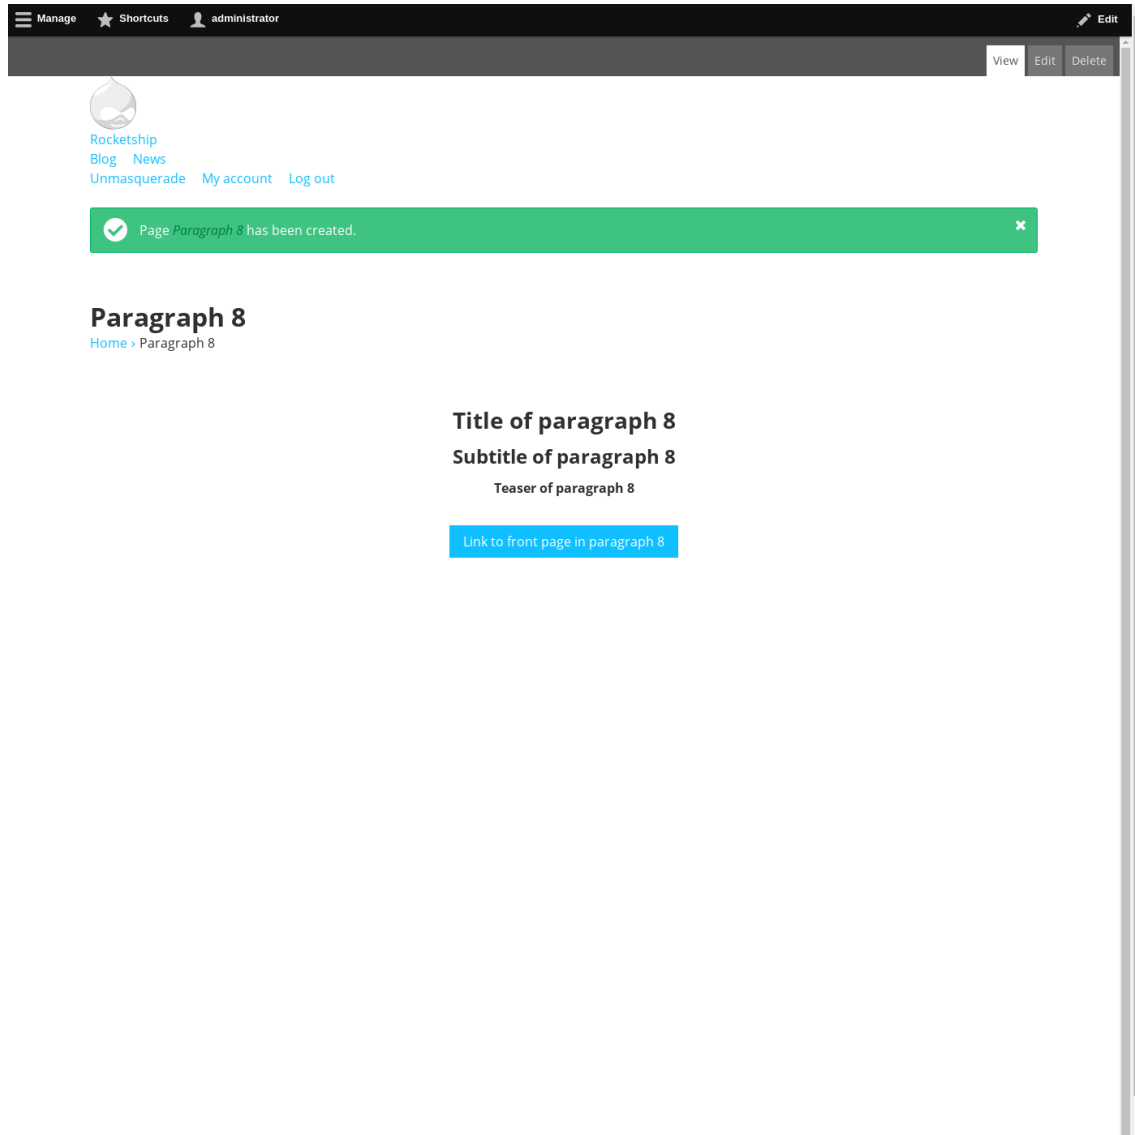 Manage Shortcuts administrator Edit
View Edit Delete
Rocketship
Blog News
Unmasquerade My account Log out
Page Paragraph 8 has been created.
Paragraph 8
Home › Paragraph 8
Title of paragraph 8
Subtitle of paragraph 8
Teaser of paragraph 8
Link to front page in paragraph 8